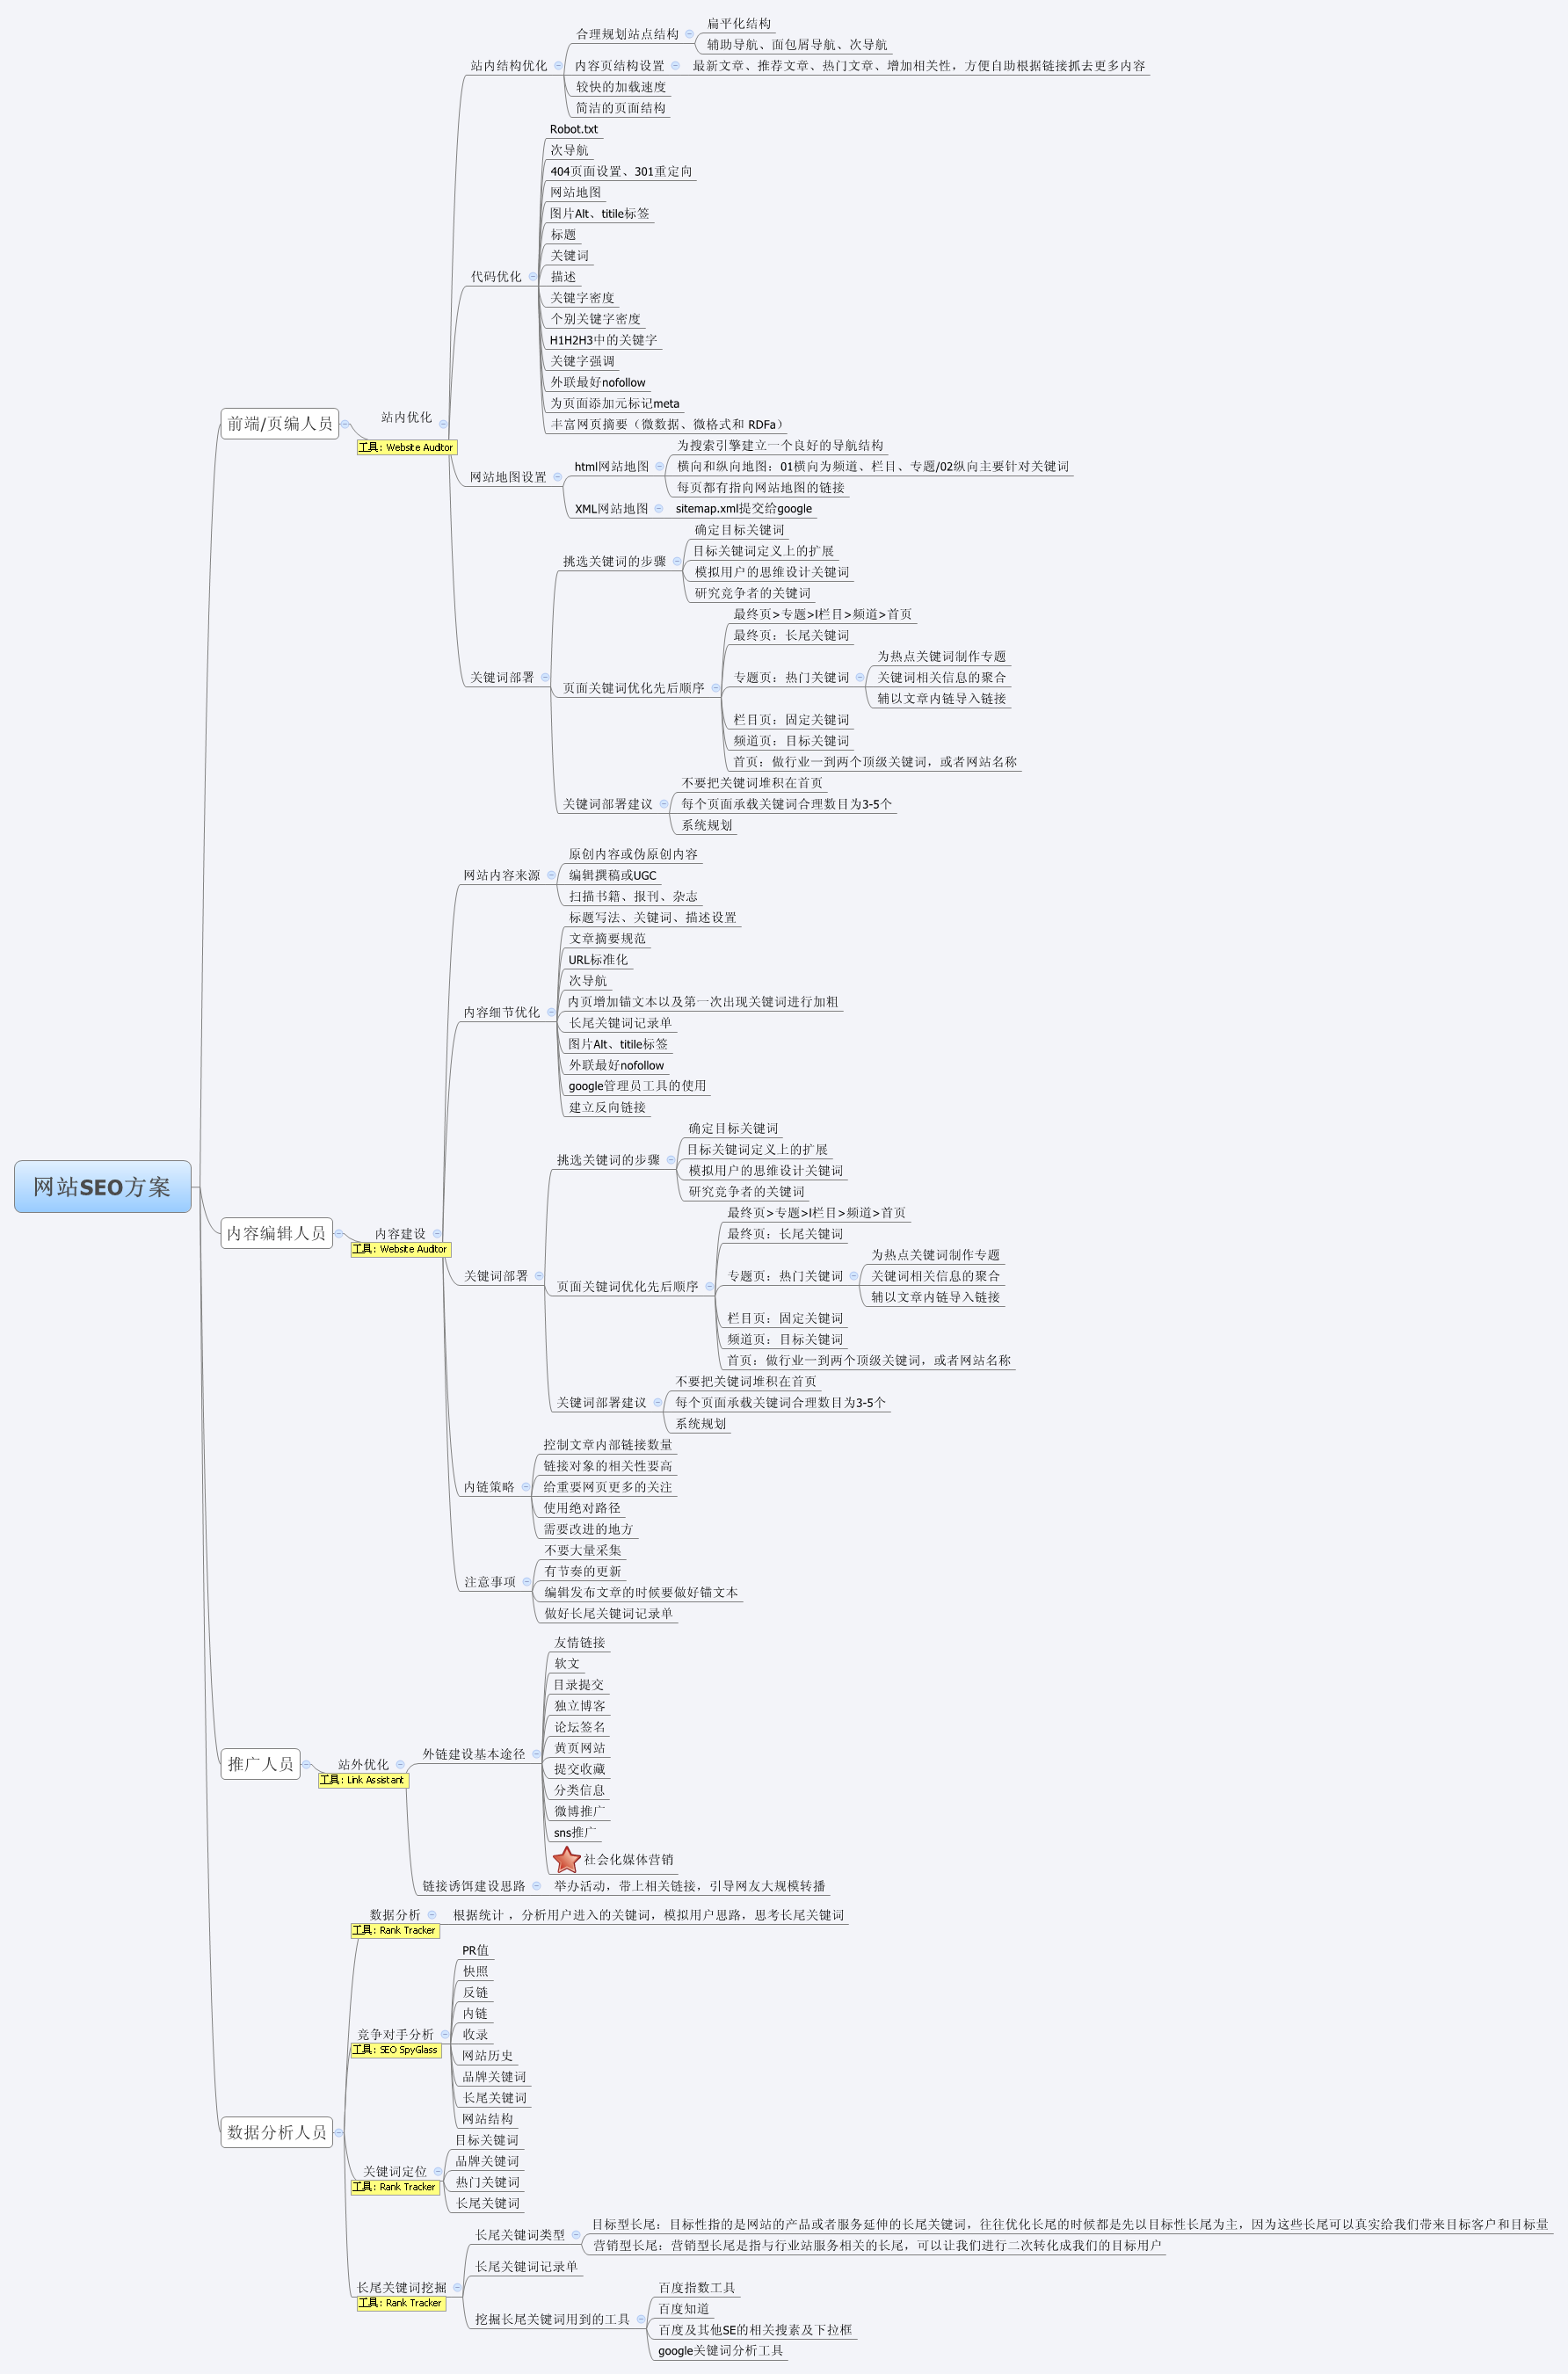 网站SEO方案
前端/页编人员
站内优化
工具: Website Auditor
站内结构优化
合理规划站点结构
扁平化结构
辅助导航、面包屑导航、次导航
内容页结构设置
最新文章、推荐文章、热门文章、增加相关性，方便自助根据链接抓去更多内容
较快的加载速度
简洁的页面结构
代码优化
Robot.txt
次导航
404页面设置、301重定向
网站地图
图片Alt、titile标签
标题
关键词
描述
关键字密度
个别关键字密度
H1H2H3中的关键字
关键字强调
外联最好nofollow
为页面添加元标记meta
丰富网页摘要（微数据、微格式和 RDFa）
网站地图设置
html网站地图
为搜索引擎建立一个良好的导航结构
横向和纵向地图：01横向为频道、栏目、专题/02纵向主要针对关键词
每页都有指向网站地图的链接
XML网站地图
sitemap.xml提交给google
关键词部署
挑选关键词的步骤
确定目标关键词
目标关键词定义上的扩展
模拟用户的思维设计关键词
研究竞争者的关键词
页面关键词优化先后顺序
最终页>专题>l栏目>频道>首页
最终页：长尾关键词
专题页：热门关键词
为热点关键词制作专题
关键词相关信息的聚合
辅以文章内链导入链接
栏目页：固定关键词
频道页：目标关键词
首页：做行业一到两个顶级关键词，或者网站名称
关键词部署建议
不要把关键词堆积在首页
每个页面承载关键词合理数目为3-5个
系统规划
内容编辑人员
内容建设
工具: Website Auditor
网站内容来源
原创内容或伪原创内容
编辑撰稿或UGC
扫描书籍、报刊、杂志
内容细节优化
标题写法、关键词、描述设置
文章摘要规范
URL标准化
次导航
内页增加锚文本以及第一次出现关键词进行加粗
长尾关键词记录单
图片Alt、titile标签
外联最好nofollow
google管理员工具的使用
建立反向链接
关键词部署
挑选关键词的步骤
确定目标关键词
目标关键词定义上的扩展
模拟用户的思维设计关键词
研究竞争者的关键词
页面关键词优化先后顺序
最终页>专题>l栏目>频道>首页
最终页：长尾关键词
专题页：热门关键词
为热点关键词制作专题
关键词相关信息的聚合
辅以文章内链导入链接
栏目页：固定关键词
频道页：目标关键词
首页：做行业一到两个顶级关键词，或者网站名称
关键词部署建议
不要把关键词堆积在首页
每个页面承载关键词合理数目为3-5个
系统规划
内链策略
控制文章内部链接数量
链接对象的相关性要高
给重要网页更多的关注
使用绝对路径
需要改进的地方
注意事项
不要大量采集
有节奏的更新
编辑发布文章的时候要做好锚文本
做好长尾关键词记录单
推广人员
站外优化
工具: Link Assistant
外链建设基本途径
友情链接
软文
目录提交
独立博客
论坛签名
黄页网站
提交收藏
分类信息
微博推广
sns推广
社会化媒体营销
链接诱饵建设思路
举办活动，带上相关链接，引导网友大规模转播
数据分析人员
数据分析
工具: Rank Tracker
根据统计 ，分析用户进入的关键词，模拟用户思路，思考长尾关键词
竞争对手分析
工具: SEO SpyGlass
PR值
快照
反链
内链
收录
网站历史
品牌关键词
长尾关键词
网站结构
关键词定位
工具: Rank Tracker
目标关键词
品牌关键词
热门关键词
长尾关键词
长尾关键词挖掘
工具: Rank Tracker
长尾关键词类型
目标型长尾：目标性指的是网站的产品或者服务延伸的长尾关键词，往往优化长尾的时候都是先以目标性长尾为主，因为这些长尾可以真实给我们带来目标客户和目标量
营销型长尾：营销型长尾是指与行业站服务相关的长尾，可以让我们进行二次转化成我们的目标用户
长尾关键词记录单
挖掘长尾关键词用到的工具
百度指数工具
百度知道
百度及其他SE的相关搜素及下拉框
google关键词分析工具